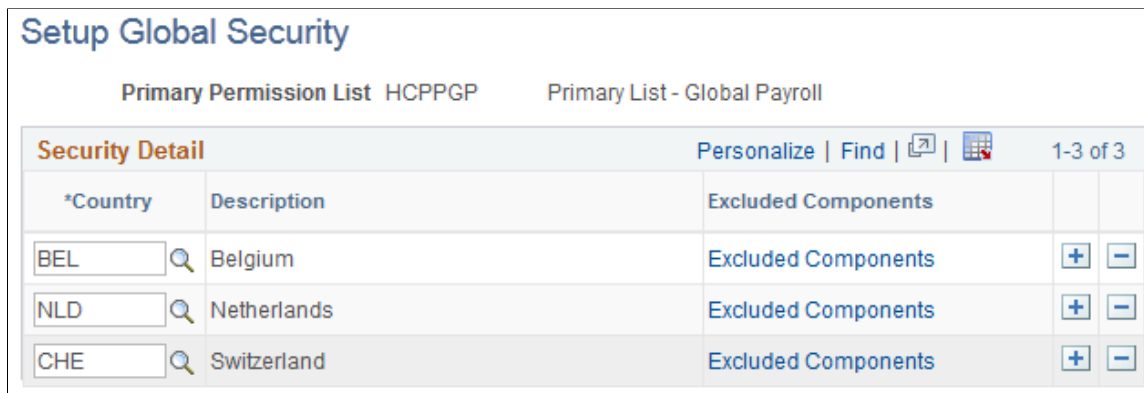 Setup Global Security
Primary Permission List HCPPGP Primary List - Global Payroll
Security Detail Personalize | Find | | 1-3 of 3
*Country Description Excluded Components
BEL Belgium Excluded Components
NLD Netherlands Excluded Components
CHE Switzerland Excluded Components